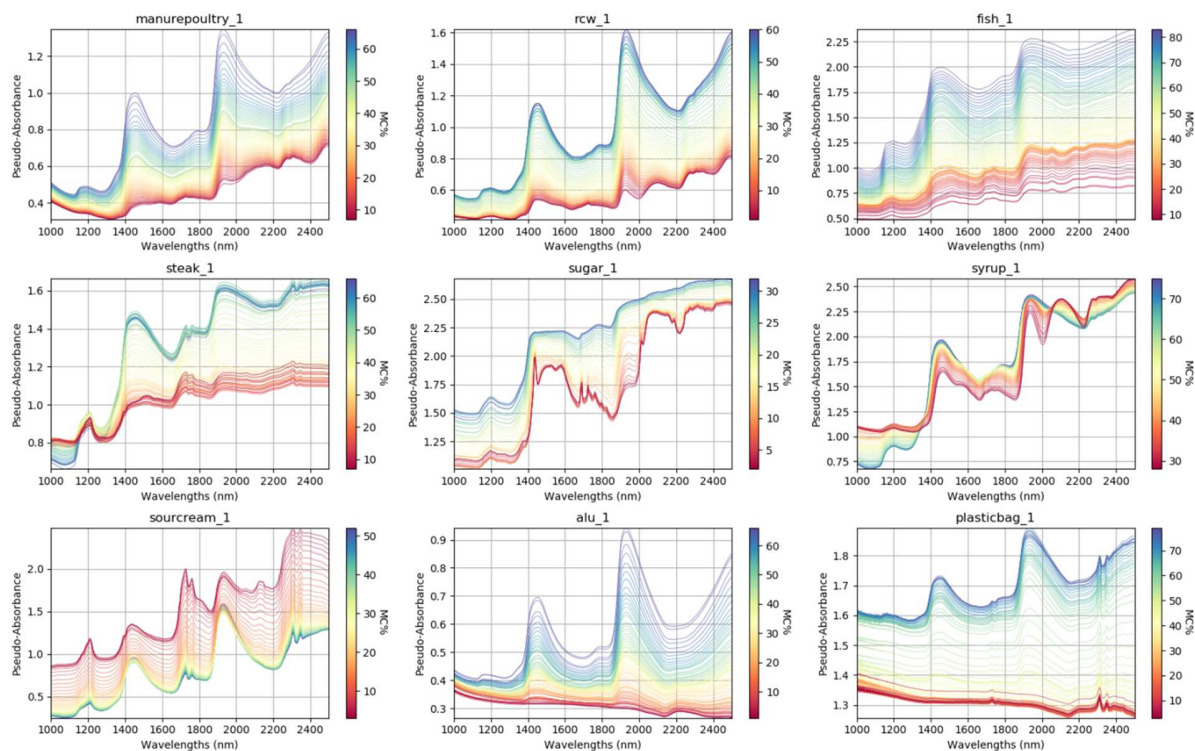 manurepoultry_1
1.2
1.0
0.8
0.6
0.4
Pseudo-Absorbance
1000 1200 1400 1600 1800 2000 2200 2400
Wavelengths (nm)
60
50
40
30
20
10
MC%
rcw_1
1.6
1.4
1.2
1.0
0.8
0.6
Pseudo-Absorbance
1000 1200 1400 1600 1800 2000 2200 2400
Wavelengths (nm)
60
50
40
30
20
10
MC%
fish_1
2.25
2.00
1.75
1.50
1.25
1.00
0.75
0.50
Pseudo-Absorbance
1000 1200 1400 1600 1800 2000 2200 2400
Wavelengths (nm)
80
70
60
50
40
30
20
10
MC%
steak_1
1.6
1.4
1.2
1.0
0.8
Pseudo-Absorbance
1000 1200 1400 1600 1800 2000 2200 2400
Wavelengths (nm)
60
50
40
30
20
10
MC%
sugar_1
2.50
2.25
2.00
1.75
1.50
1.25
Pseudo-Absorbance
1000 1200 1400 1600 1800 2000 2200 2400
Wavelengths (nm)
30
25
20
15
10
5
MC%
syrup_1
2.50
2.25
2.00
1.75
1.50
1.25
1.00
0.75
Pseudo-Absorbance
1000 1200 1400 1600 1800 2000 2200 2400
Wavelengths (nm)
70
60
50
40
30
MC%
sourcream_1
2.0
1.5
1.0
0.5
Pseudo-Absorbance
1000 1200 1400 1600 1800 2000 2200 2400
Wavelengths (nm)
50
40
30
20
10
MC%
alu_1
0.9
0.8
0.7
0.6
0.5
0.4
0.3
Pseudo-Absorbance
1000 1200 1400 1600 1800 2000 2200 2400
Wavelengths (nm)
60
50
40
30
20
10
MC%
plasticbag_1
1.8
1.7
1.6
1.5
1.4
1.3
Pseudo-Absorbance
1000 1200 1400 1600 1800 2000 2200 2400
Wavelengths (nm)
70
60
50
40
30
20
10
MC%